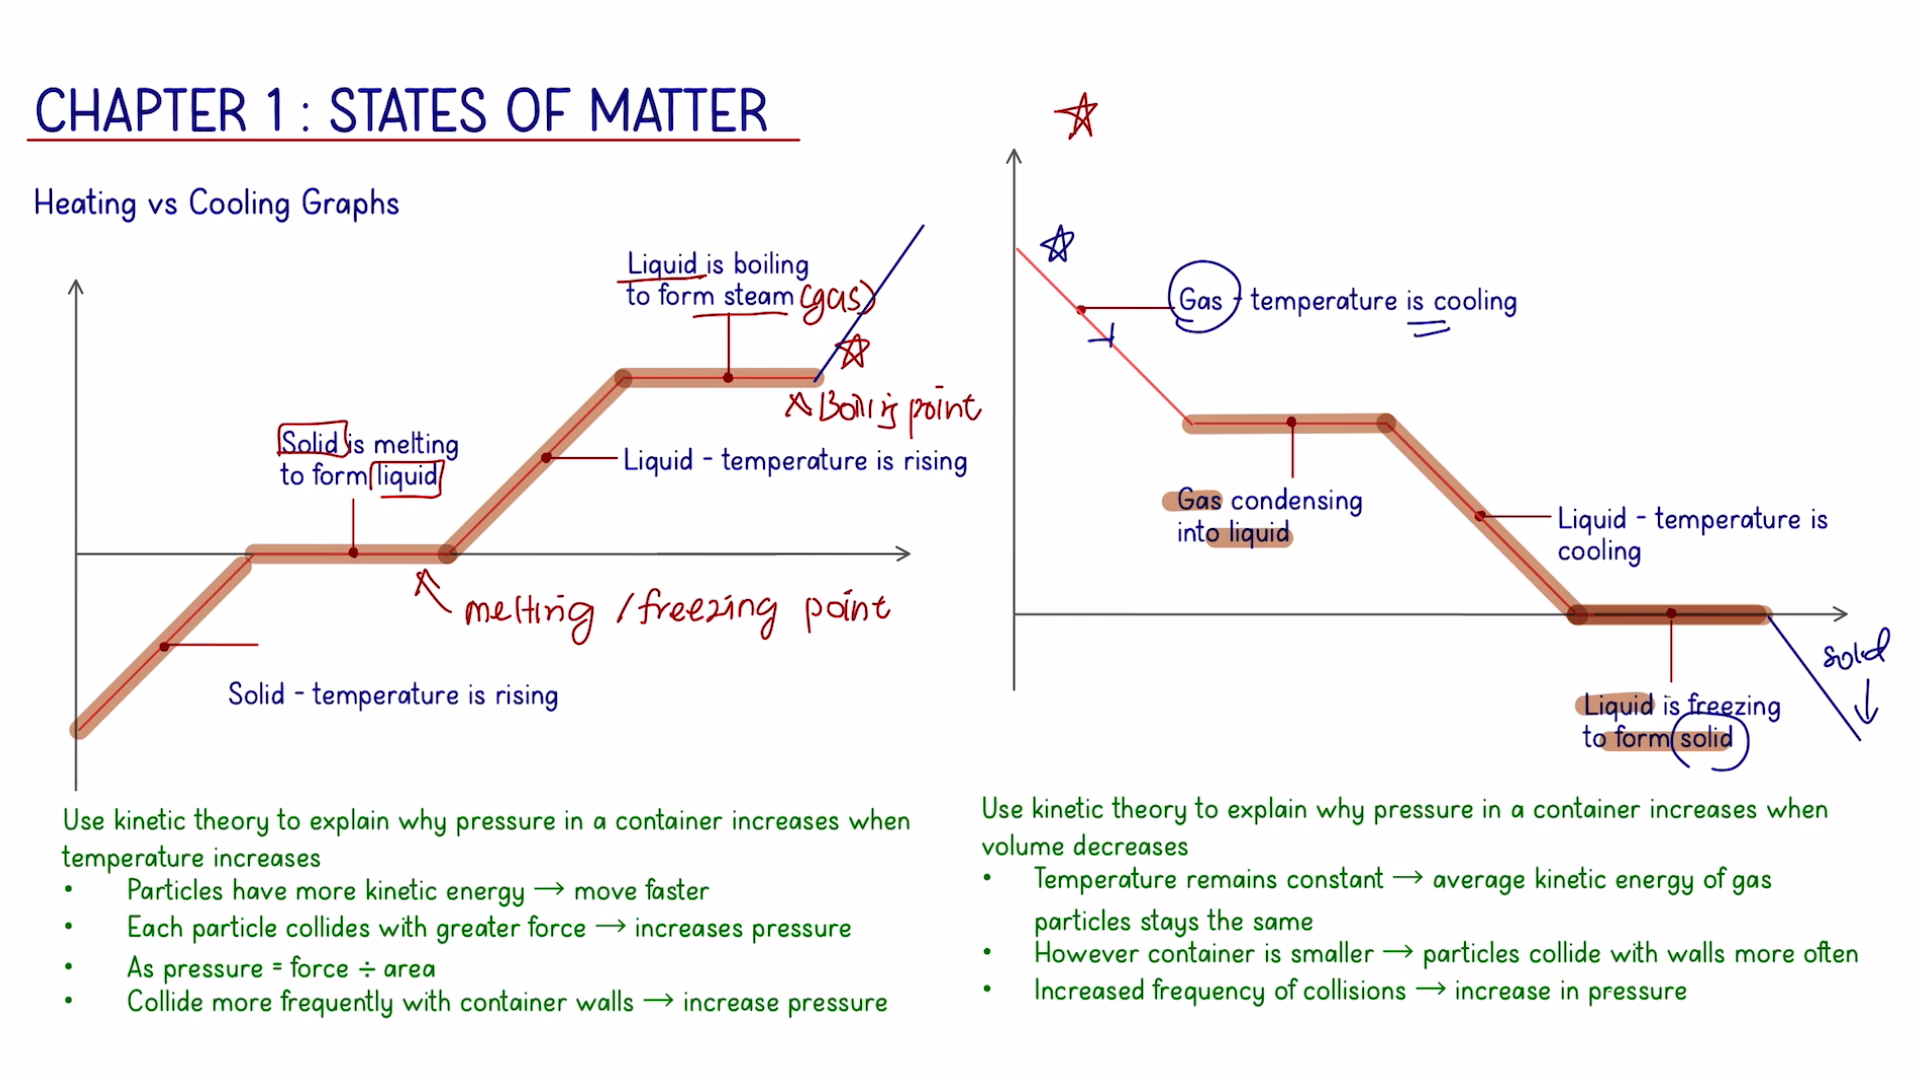 CHAPTER 1 : STATES OF MATTER
Heating vs Cooling Graphs
Liquid is boiling
to form steam (gas)
Boiling point
Solid is melting
to form liquid
Liquid - temperature is rising
melting / freezing point
Solid - temperature is rising
Gas - temperature is cooling
Gas condensing
into liquid
Liquid - temperature is
cooling
solid
Liquid is freezing
to form solid
Use kinetic theory to explain why pressure in a container increases when
temperature increases
• Particles have more kinetic energy → move faster
• Each particle collides with greater force → increases pressure
• As pressure = force ÷ area
• Collide more frequently with container walls → increase pressure
Use kinetic theory to explain why pressure in a container increases when
volume decreases
• Temperature remains constant → average kinetic energy of gas
particles stays the same
• However container is smaller → particles collide with walls more often
• Increased frequency of collisions → increase in pressure